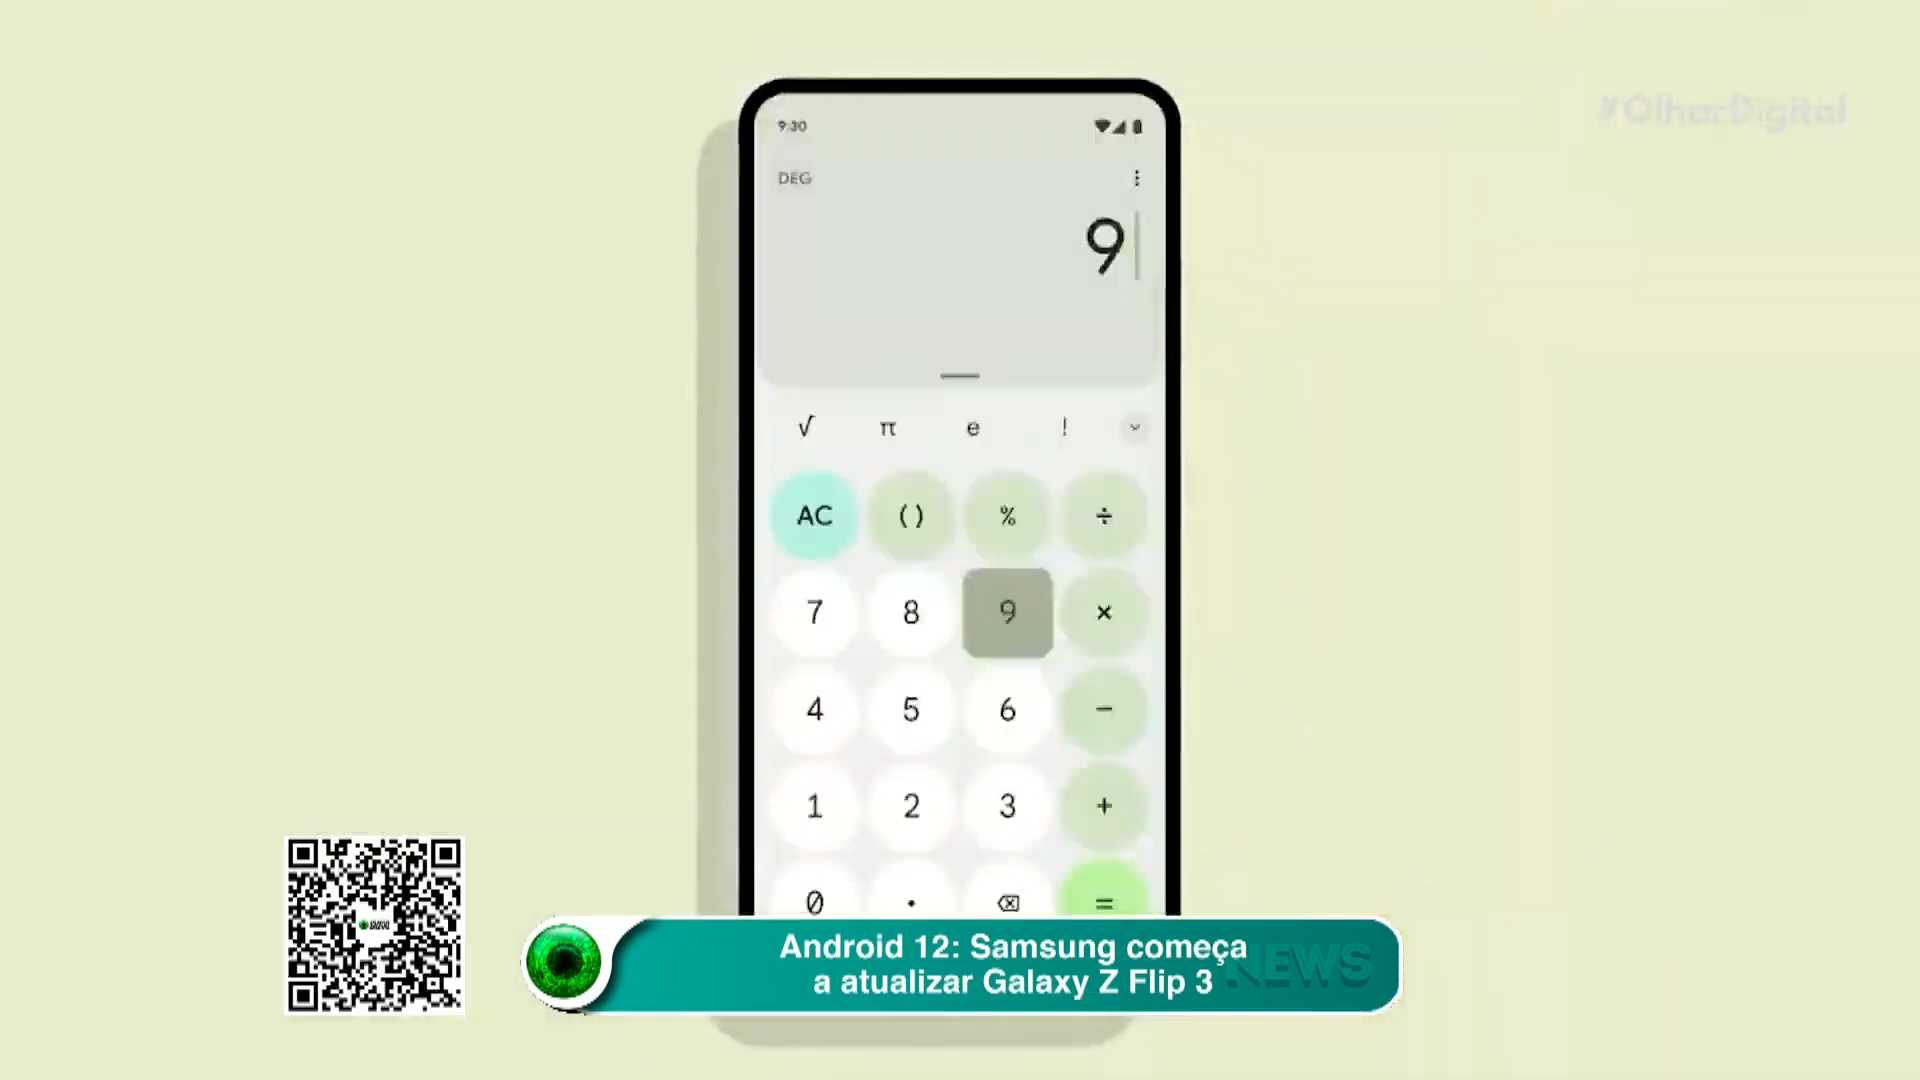 #OlharDigital
9:30
DEG
9
√ π e !
AC ( ) % ÷
7 8 9 ×
4 5 6 −
1 2 3 +
0 . =
Android 12: Samsung começa
a atualizar Galaxy Z Flip 3
NEWS